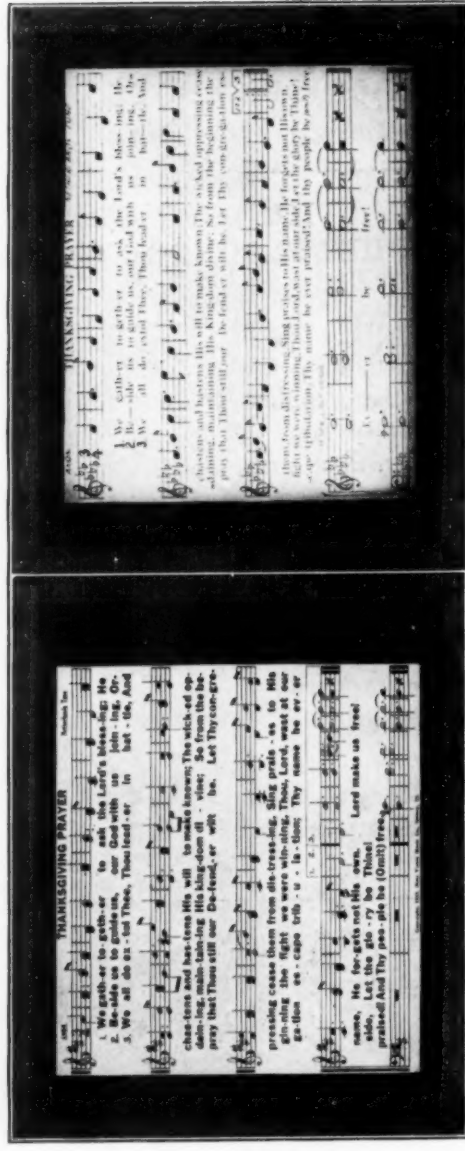 THANKSGIVING PRAYER
1. We gath-er to-geth-er to ask the Lord's bless-ing; He
2. Be-side us to guide us, our God with us join-ing, Or-
3. We all do ex-tol Thee, Thou lead-er in bat-tle, And
chas-tens and has-tens His will to make known; The wick-ed op-
dain-ing, main-tain-ing His king-dom di-vine; So from the be-
pray that Thou still our De-fend-er wilt be. Let Thy con-gre-
pressing cease them from dis-tress-ing, Sing prais-es to His
gin-ning the fight we were win-ning, Thou, Lord, wast at our
ga-tion es-cape trib-u-la-tion; Thy name be ev-er
1. 2. 3.
name, He for-gets not His own. Lord make us free!
side, Let the glo-ry be Thine!
praised! And Thy peo-ple be (Omit) free.
THANKSGIVING PRAYER
1 We gath er to geth er to ask the Lord's bless ing; He
2 Be-side us to guide us, our God with us join-ing, Or-
3 We all do extol Thee, Thou lead er in bat-tle, And
chastens and hastens His will to make known; The wicked oppressing cease
daining, maintaining His Kingdom divine; So from the beginning the
pray that Thou still our Defender wilt be. Let Thy congregation es-
them from distressing, Sing praises to His name, He forgets not His own.
fight we were winning, Thou Lord, wast at our side, Let the glory be Thine!
cape tribulation; Thy name be ever praised! And thy people be free
be free!